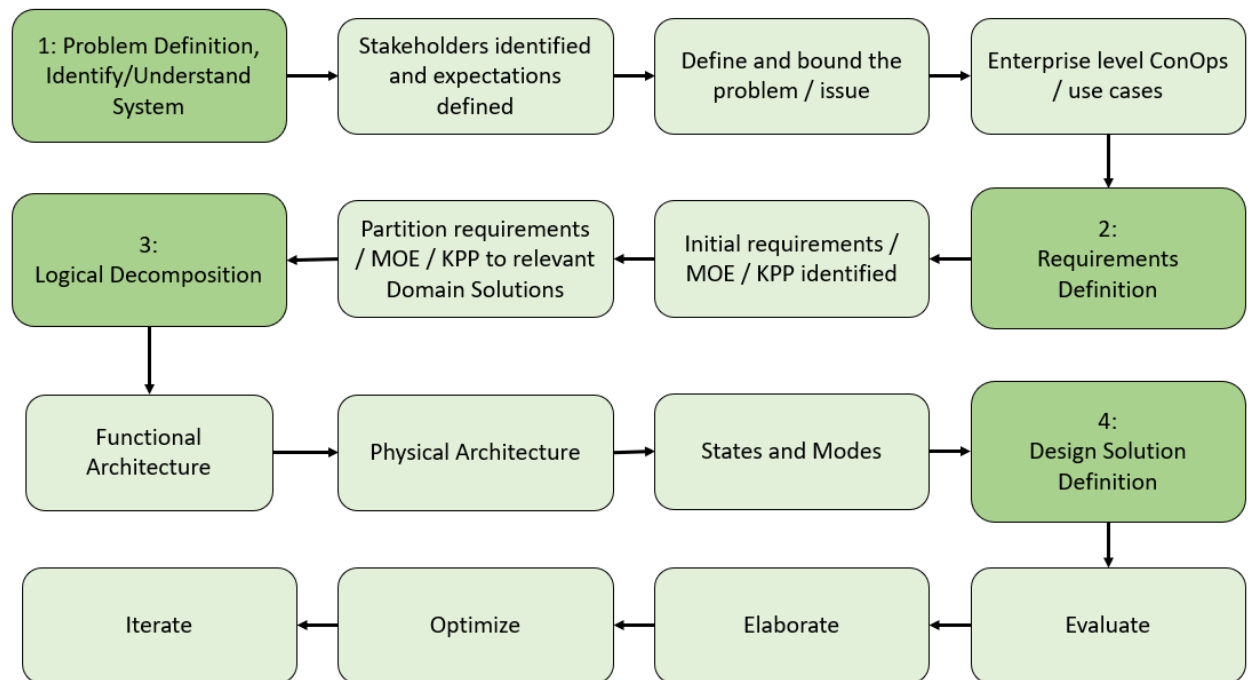 1: Problem Definition,
Identify/Understand
System
Stakeholders identified
and expectations
defined
Define and bound the
problem / issue
Enterprise level ConOps
/ use cases
2:
Requirements
Definition
Initial requirements /
MOE / KPP identified
Partition requirements
/ MOE / KPP to relevant
Domain Solutions
3:
Logical Decomposition
Functional
Architecture
Physical Architecture
States and Modes
4:
Design Solution
Definition
Evaluate
Elaborate
Optimize
Iterate